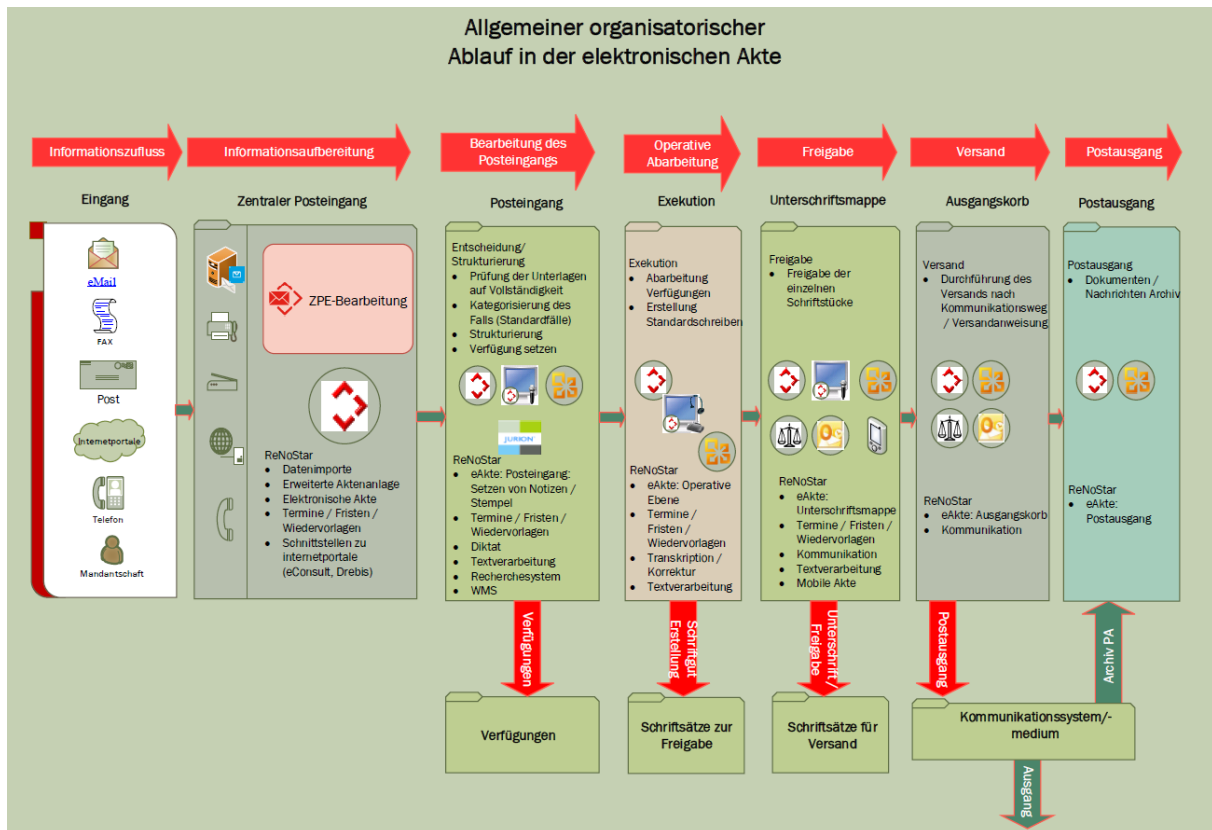 Allgemeiner organisatorischer
Ablauf in der elektronischen Akte
Informationszufluss
Informationsaufbereitung
Bearbeitung des
Posteingangs
Operative
Abarbeitung
Freigabe
Versand
Postausgang
Eingang
Zentraler Posteingang
Posteingang
Exekution
Unterschriftsmappe
Ausgangskorb
Postausgang
eMail
FAX
Post
Internetportale
Telefon
Mandantschaft
ZPE-Bearbeitung
ReNoStar
• Datenimporte
• Erweiterte Aktenanlage
• Elektronische Akte
• Termine / Fristen /
Wiedervorlagen
• Schnittstellen zu
internetportale
(eConsult, Drebis)
Entscheidung/
Strukturierung
• Prüfung der Unterlagen
auf Vollständigkeit
• Kategorisierung des
Falls (Standardfälle)
• Strukturierung
• Verfügung setzen
JURION
ReNoStar
• eAkte: Posteingang:
Setzen von Notizen /
Stempel
• Termine / Fristen /
Wiedervorlagen
• Diktat
• Textverarbeitung
• Recherchesystem
• WMS
Exekution
• Abarbeitung
Verfügungen
• Erstellung
Standardschreiben
ReNoStar
• eAkte: Operative
Ebene
• Termine /
Fristen /
Wiedervorlagen
• Transkription /
Korrektur
• Textverarbeitung
Freigabe
• Freigabe der
einzelnen
Schriftstücke
ReNoStar
• eAkte:
Unterschriftsmappe
• Termine / Fristen /
Wiedervorlagen
• Kommunikation
• Textverarbeitung
• Mobile Akte
Versand
• Durchführung des
Versands nach
Kommunikationsweg
/ Versandanweisung
ReNoStar
• eAkte: Ausgangskorb
• Kommunikation
Postausgang
• Dokumenten /
Nachrichten Archiv
ReNoStar
• eAkte:
Postausgang
Verfügungen
Schriftgut
Erstellung
Unterschrift/
Freigabe
Postausgang
Archiv PA
Verfügungen
Schriftsätze zur
Freigabe
Schriftsätze für
Versand
Kommunikationssystem/-
medium
Ausgang